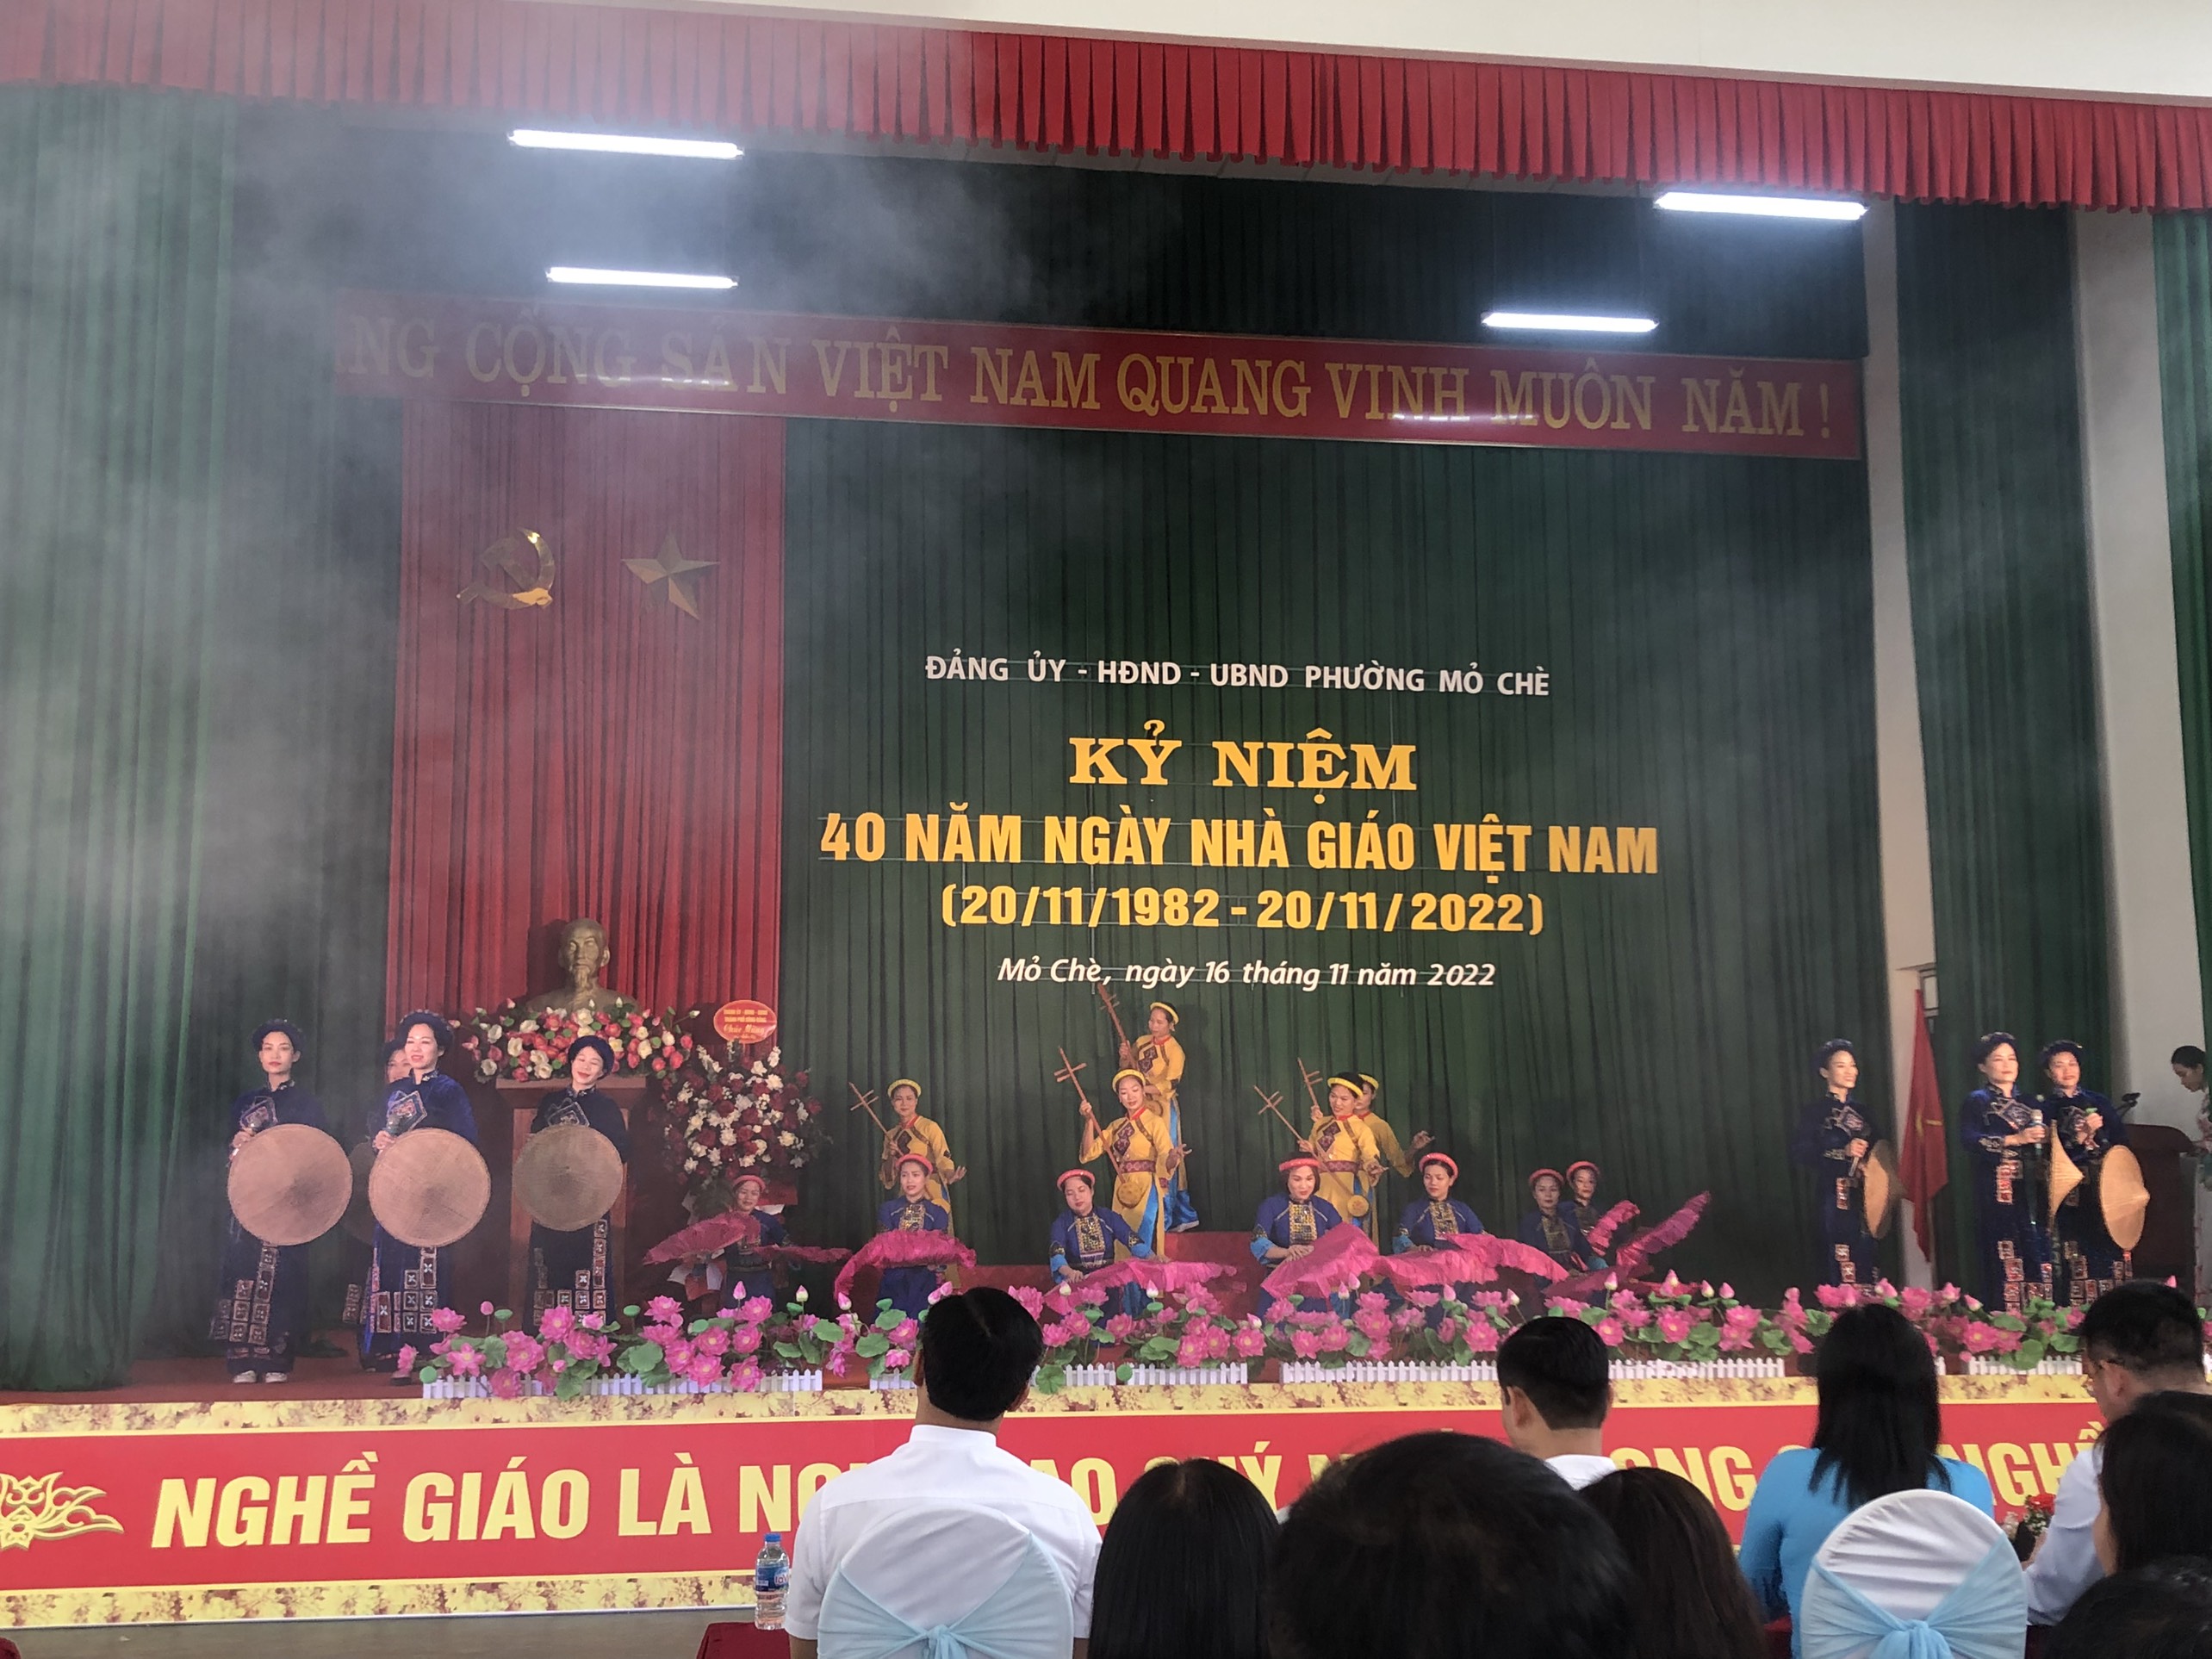 CỘNG SẢN VIỆT NAM QUANG VINH MUÔN NĂM !
ĐẢNG ỦY - HĐND - UBND PHƯỜNG MỎ CHÈ
KỶ NIỆM
40 NĂM NGÀY NHÀ GIÁO VIỆT NAM
(20/11/1982 - 20/11/2022)
Mỏ Chè, ngày 16 tháng 11 năm 2022
NGHỀ GIÁO LÀ